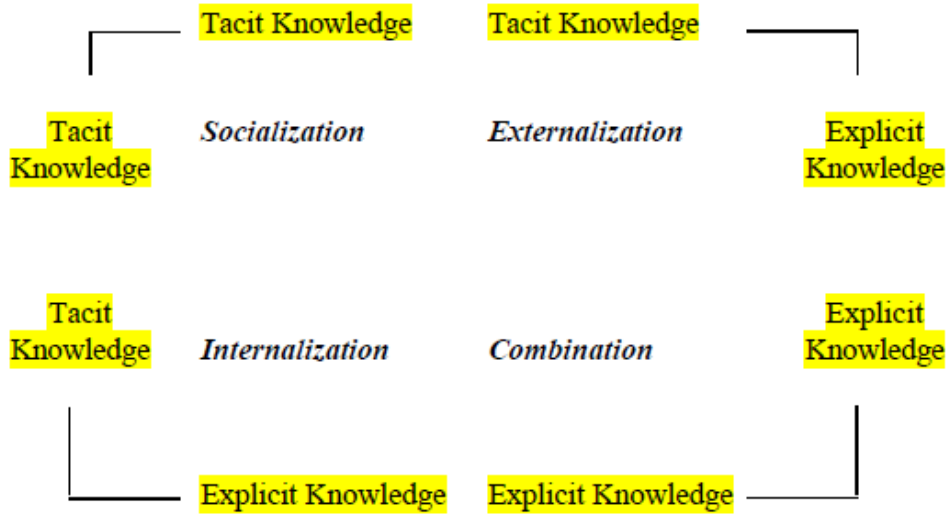 Tacit Knowledge Tacit Knowledge
Tacit Socialization Externalization Explicit
Knowledge Knowledge
Tacit Explicit
Knowledge Internalization Combination Knowledge
Explicit Knowledge Explicit Knowledge